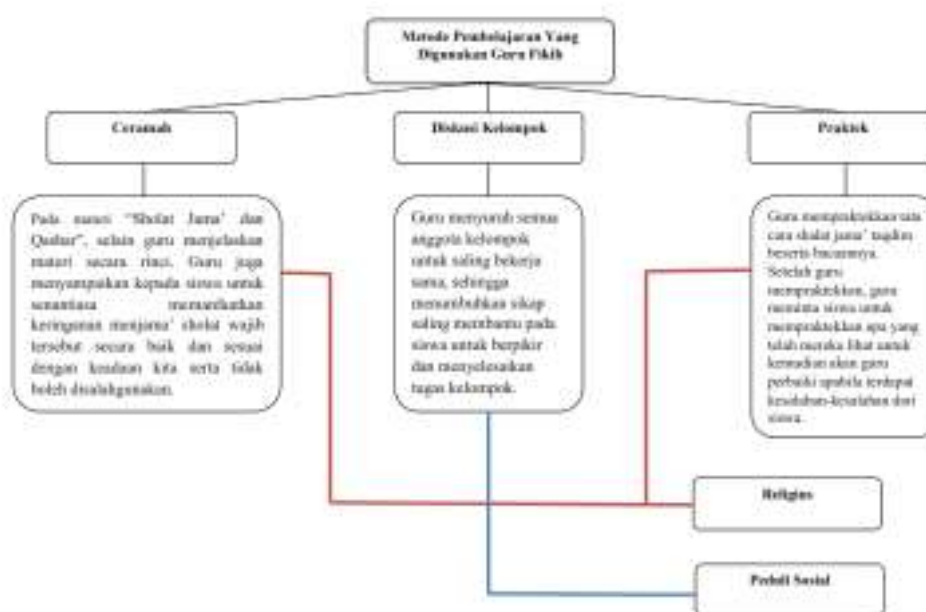 Metode Pembelajaran Yang
Digunakan Guru Fikih
Ceramah
Diskusi Kelompok
Praktek
Pada materi "Sholat Jama' dan
Qashar", selain guru menjelaskan
materi secara rinci. Guru juga
menyampaikan kepada siswa untuk
senantiasa memanfaatkan
keringanan menjama' sholat wajib
tersebut secara baik dan sesuai
dengan keadaan kita serta tidak
boleh disalahgunakan.
Guru menyuruh semua
anggota kelompok
untuk saling bekerja
sama, sehingga
menumbuhkan sikap
saling membantu pada
siswa untuk berpikir
dan menyelesaikan
tugas kelompok.
Guru mempraktekkan tata
cara shalat jama' taqdim
beserta bacaannya.
Setelah guru
mempraktekkan, guru
meminta siswa untuk
mempraktekkan apa yang
telah mereka lihat untuk
kemudian akan guru
perbaiki apabila terdapat
kesalahan-kesalahan dari
siswa.
Religius
Peduli Sosial